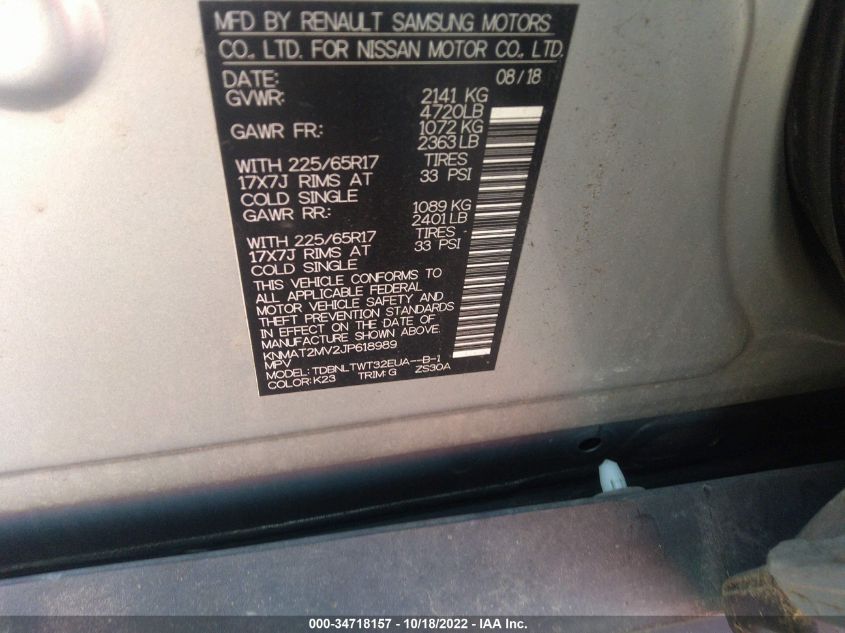 MFD BY RENAULT SAMSUNG MOTORS
CO., LTD. FOR NISSAN MOTOR CO., LTD.
DATE: 08/18
GVWR: 2141 KG
4720LB
GAWR FR.: 1072 KG
2363LB
WITH 225/65R17 TIRES
17X7J RIMS AT 33 PSI
COLD SINGLE
GAWR RR.: 1089 KG
2401LB
WITH 225/65R17 TIRES
17X7J RIMS AT 33 PSI
COLD SINGLE
THIS VEHICLE CONFORMS TO
ALL APPLICABLE FEDERAL
MOTOR VEHICLE SAFETY AND
THEFT PREVENTION STANDARDS
IN EFFECT ON THE DATE OF
MANUFACTURE SHOWN ABOVE.
KNMAT2MV2JP618989
MPV
MODEL: TDBNLTWT32EUA--B-1
COLOR: K23 TRIM: G ZS30A
000-34718157 - 10/18/2022 - IAA Inc.